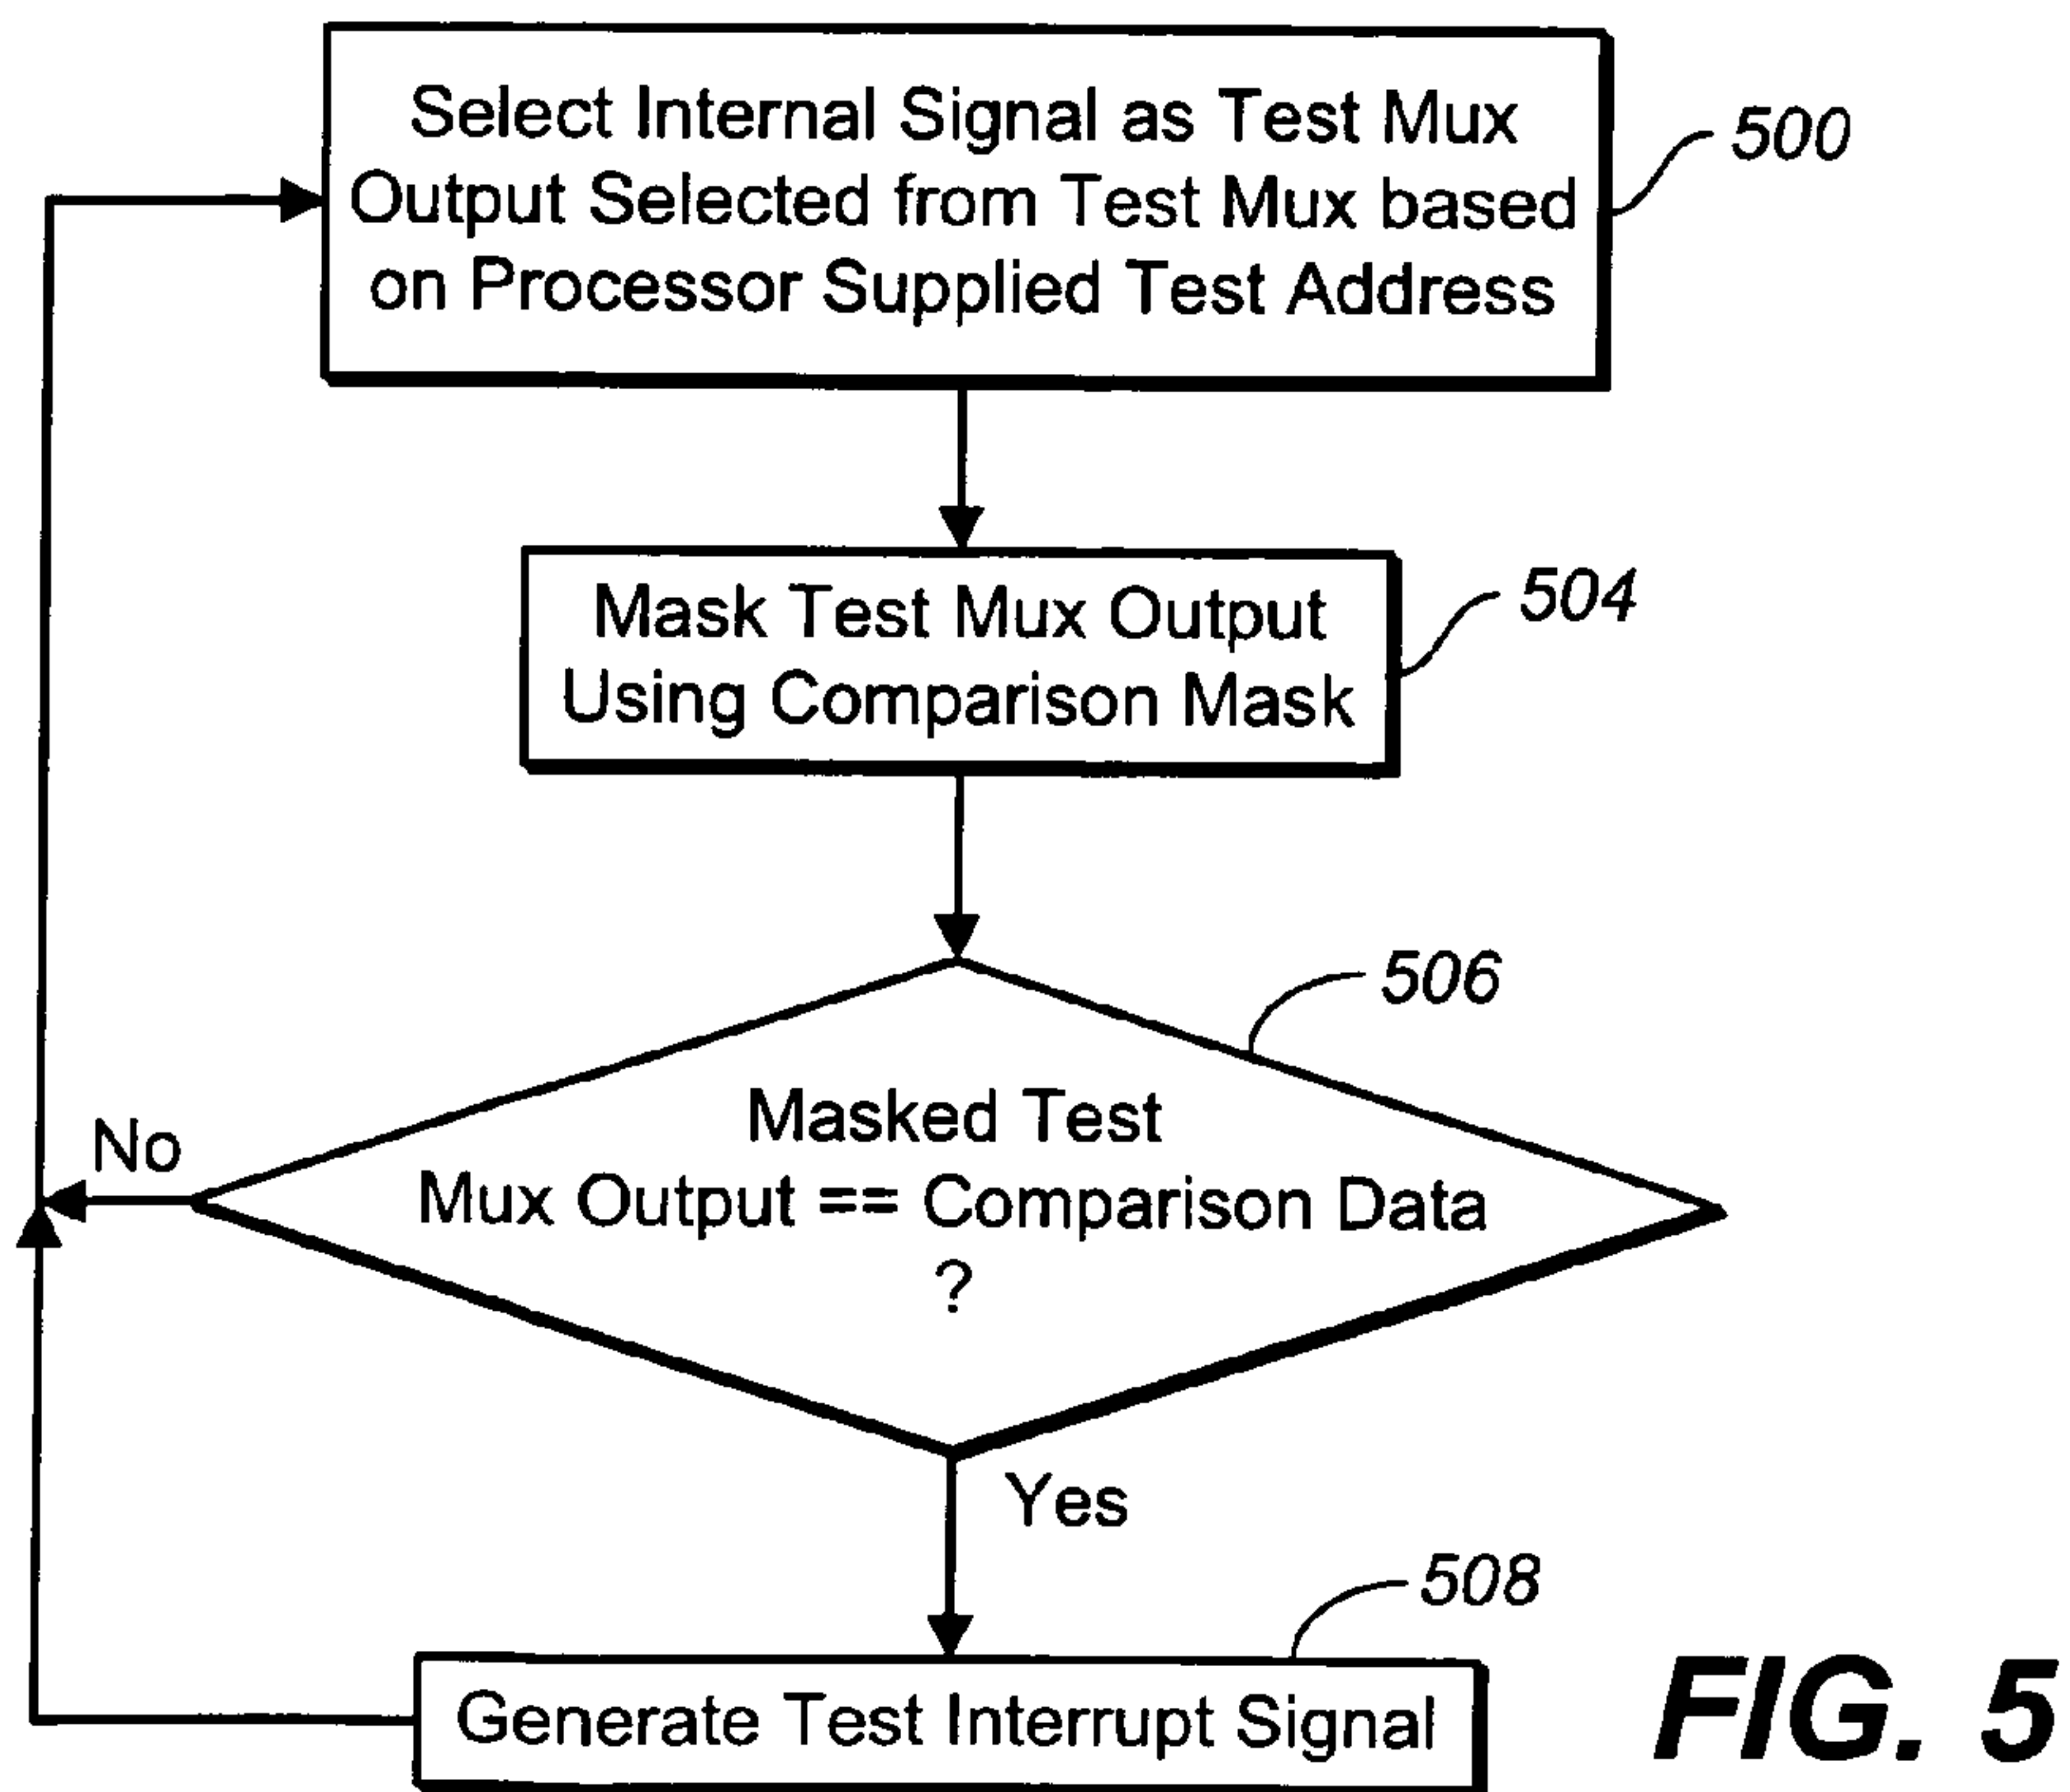 Select Internal Signal as Test Mux
Output Selected from Test Mux based
on Processor Supplied Test Address
500
Mask Test Mux Output
Using Comparison Mask
504
506
Masked Test
Mux Output == Comparison Data
?
No
Yes
508
Generate Test Interrupt Signal
FIG. 5